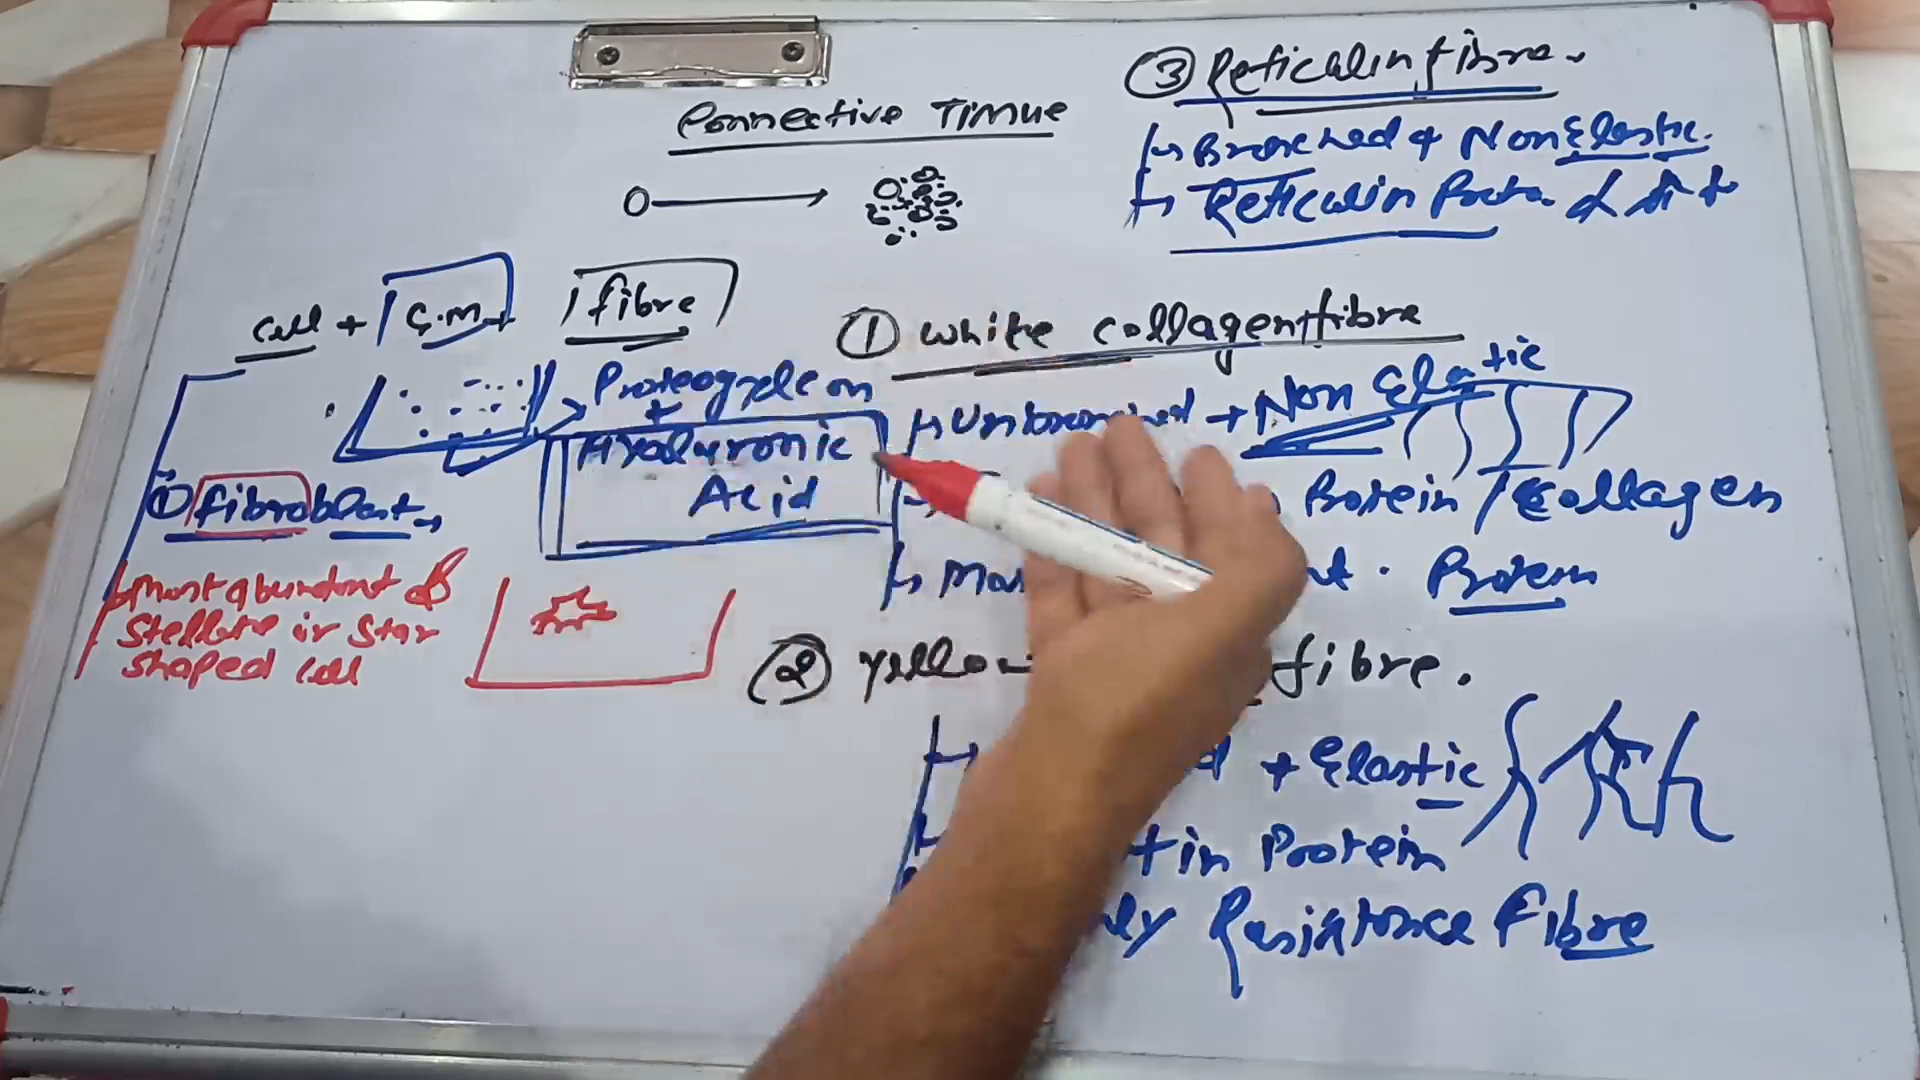 Connective Tissue
③ Reticulin fibre.
Branched + Non Elastic.
Reticulin Protein
Cell + G.M + fibre
Proteoglycan
+
Hyaluronic
Acid
① fibroblast
Most abundant
Stellate or Star
shaped cell
① white collagen fibre
Unbranched + Non Elastic
Protein / Collagen
Protein
② Yellow fibre.
+ Elastic
tin Protein
Resistance fibre